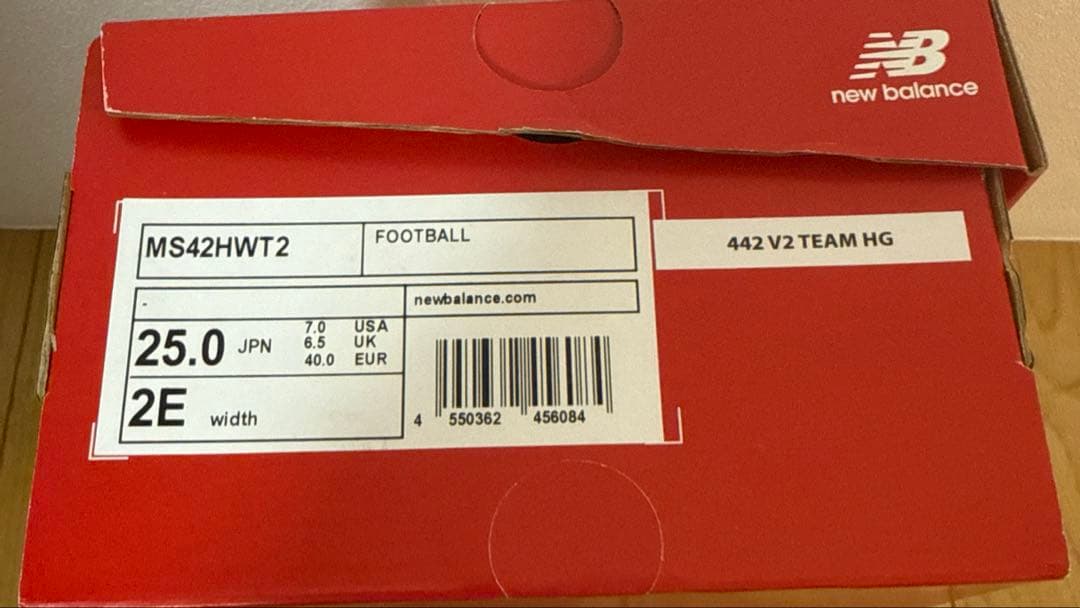 NB
new balance
MS42HWT2
FOOTBALL
442 V2 TEAM HG
-
newbalance.com
25.0 JPN
7.0 USA
6.5 UK
40.0 EUR
2E width
4 550362 456084